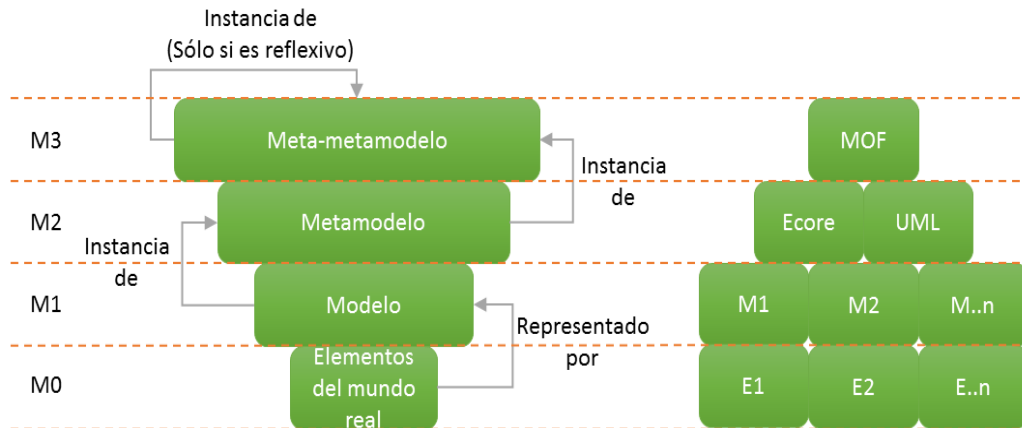 Instancia de
(Sólo si es reflexivo)
M3
Meta-metamodelo
MOF
Instancia
de
M2
Metamodelo
Ecore
UML
Instancia
de
M1
Modelo
M1
M2
M..n
Representado
por
M0
Elementos
del mundo
real
E1
E2
E..n